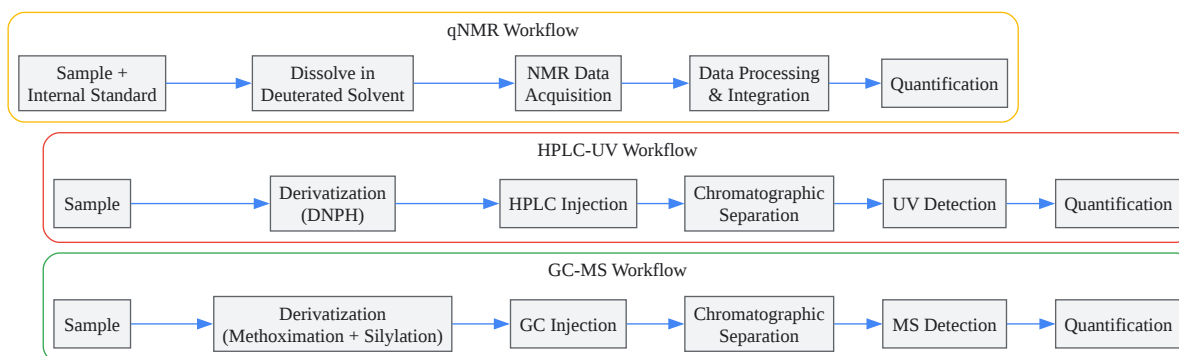 qNMR Workflow
Sample +
Internal Standard
Dissolve in
Deuterated Solvent
NMR Data
Acquisition
Data Processing
& Integration
Quantification
HPLC-UV Workflow
Sample
Derivatization
(DNPH)
HPLC Injection
Chromatographic
Separation
UV Detection
Quantification
GC-MS Workflow
Sample
Derivatization
(Methoximation + Silylation)
GC Injection
Chromatographic
Separation
MS Detection
Quantification